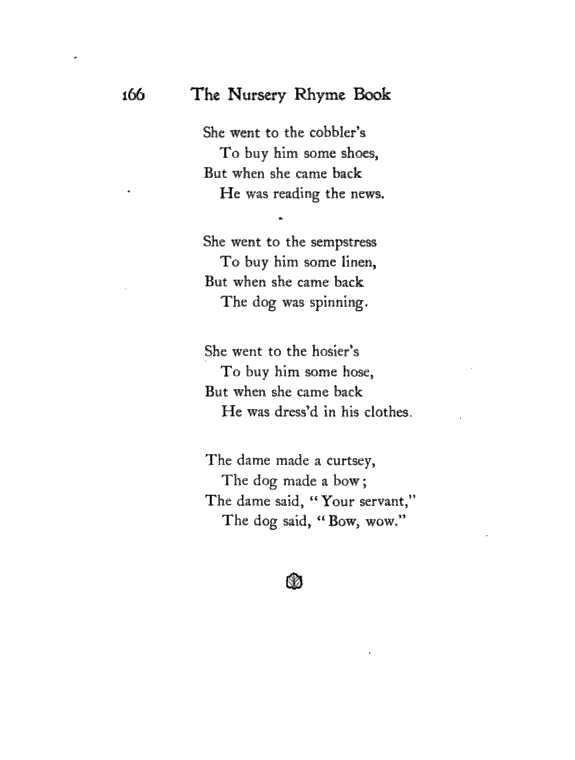 166 The Nursery Rhyme Book
She went to the cobbler's
To buy him some shoes,
But when she came back
He was reading the news.
She went to the sempstress
To buy him some linen,
But when she came back
The dog was spinning.
She went to the hosier's
To buy him some hose,
But when she came back
He was dress'd in his clothes.
The dame made a curtsey,
The dog made a bow;
The dame said, "Your servant,"
The dog said, "Bow, wow."